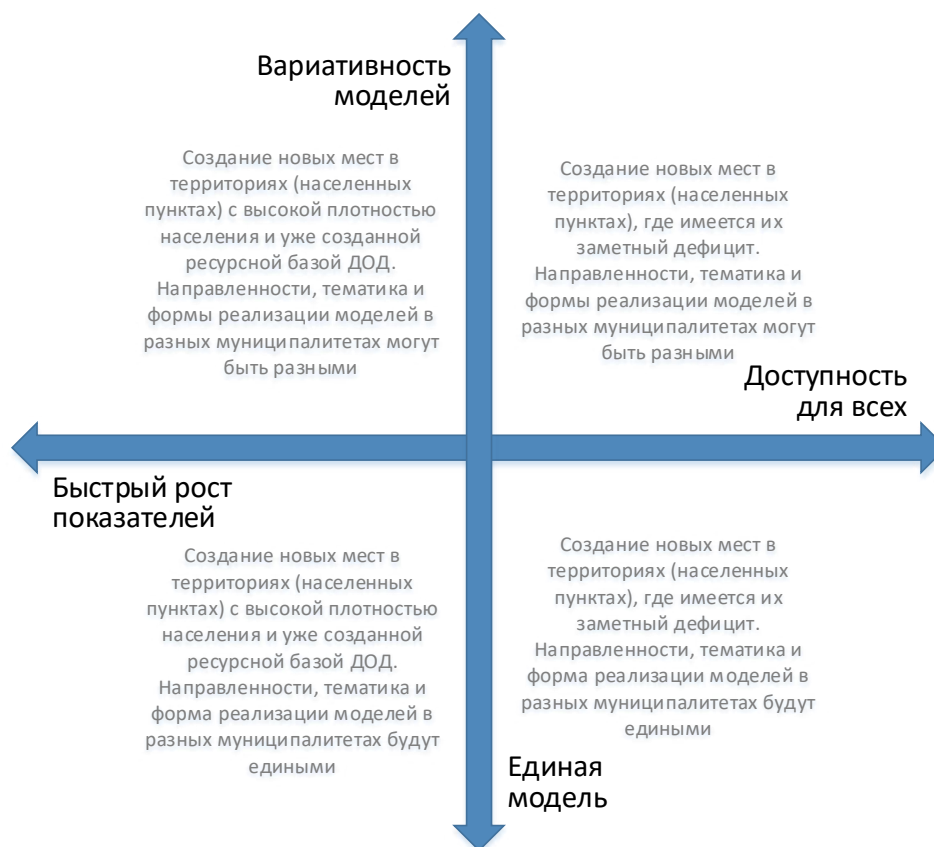 Вариативность
моделей
Создание новых мест в
территориях (населенных
пунктах) с высокой плотностью
населения и уже созданной
ресурсной базой ДОД.
Направленности, тематика и
формы реализации моделей в
разных муниципалитетах могут
быть разными
Создание новых мест в
территориях (населенных
пунктах), где имеется их
заметный дефицит.
Направленности, тематика и
формы реализации моделей в
разных муниципалитетах могут
быть разными
Доступность
для всех
Быстрый рост
показателей
Создание новых мест в
территориях (населенных
пунктах) с высокой плотностью
населения и уже созданной
ресурсной базой ДОД.
Направленности, тематика и
форма реализации моделей в
разных муниципалитетах будут
едиными
Создание новых мест в
территориях (населенных
пунктах), где имеется их
заметный дефицит.
Направленности, тематика и
форма реализации моделей в
разных муниципалитетах будут
едиными
Единая
модель